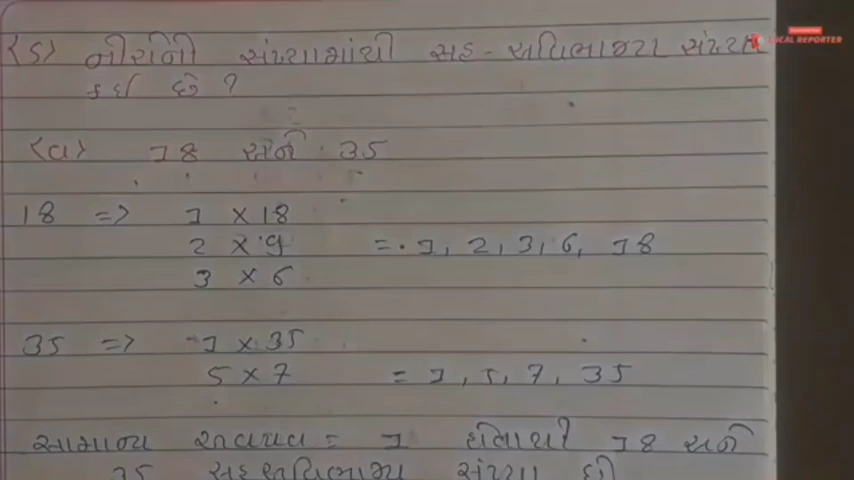 (5) નીચેની સંખ્યામાંથી સહ-અવિભાજ્ય સંખ્યા
કઈ છે ?
LOCAL REPORTER
(a) 18 અને 35
18 => 1 × 18
2 × 9 = 1, 2, 3, 6, 18
3 × 6
35 => 1 × 35
5 × 7 = 1, 5, 7, 35
સામાન્ય અવયવ = 1 હોવાથી 18 અને
35 સહઅવિભાજ્ય સંખ્યા છે